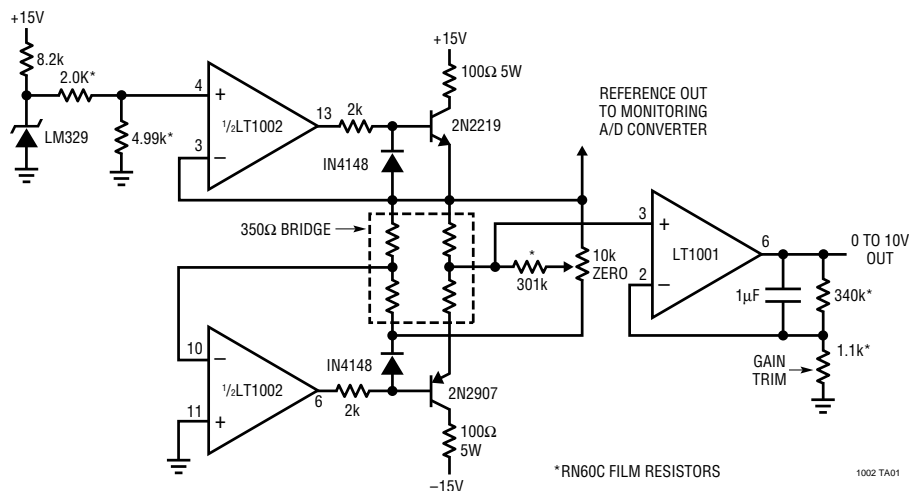 +15V
8.2k
2.0K*
LM329
4.99k*
4
+
½LT1002
3
–
13
2k
IN4148
+15V
100Ω 5W
2N2219
REFERENCE OUT
TO MONITORING
A/D CONVERTER
350Ω BRIDGE
*
301k
10k
ZERO
3
+
LT1001
2
–
6
0 TO 10V
OUT
1µF
340k*
1.1k*
GAIN
TRIM
10
–
½LT1002
11
+
6
2k
IN4148
2N2907
100Ω
5W
–15V
*RN60C FILM RESISTORS
1002 TA01